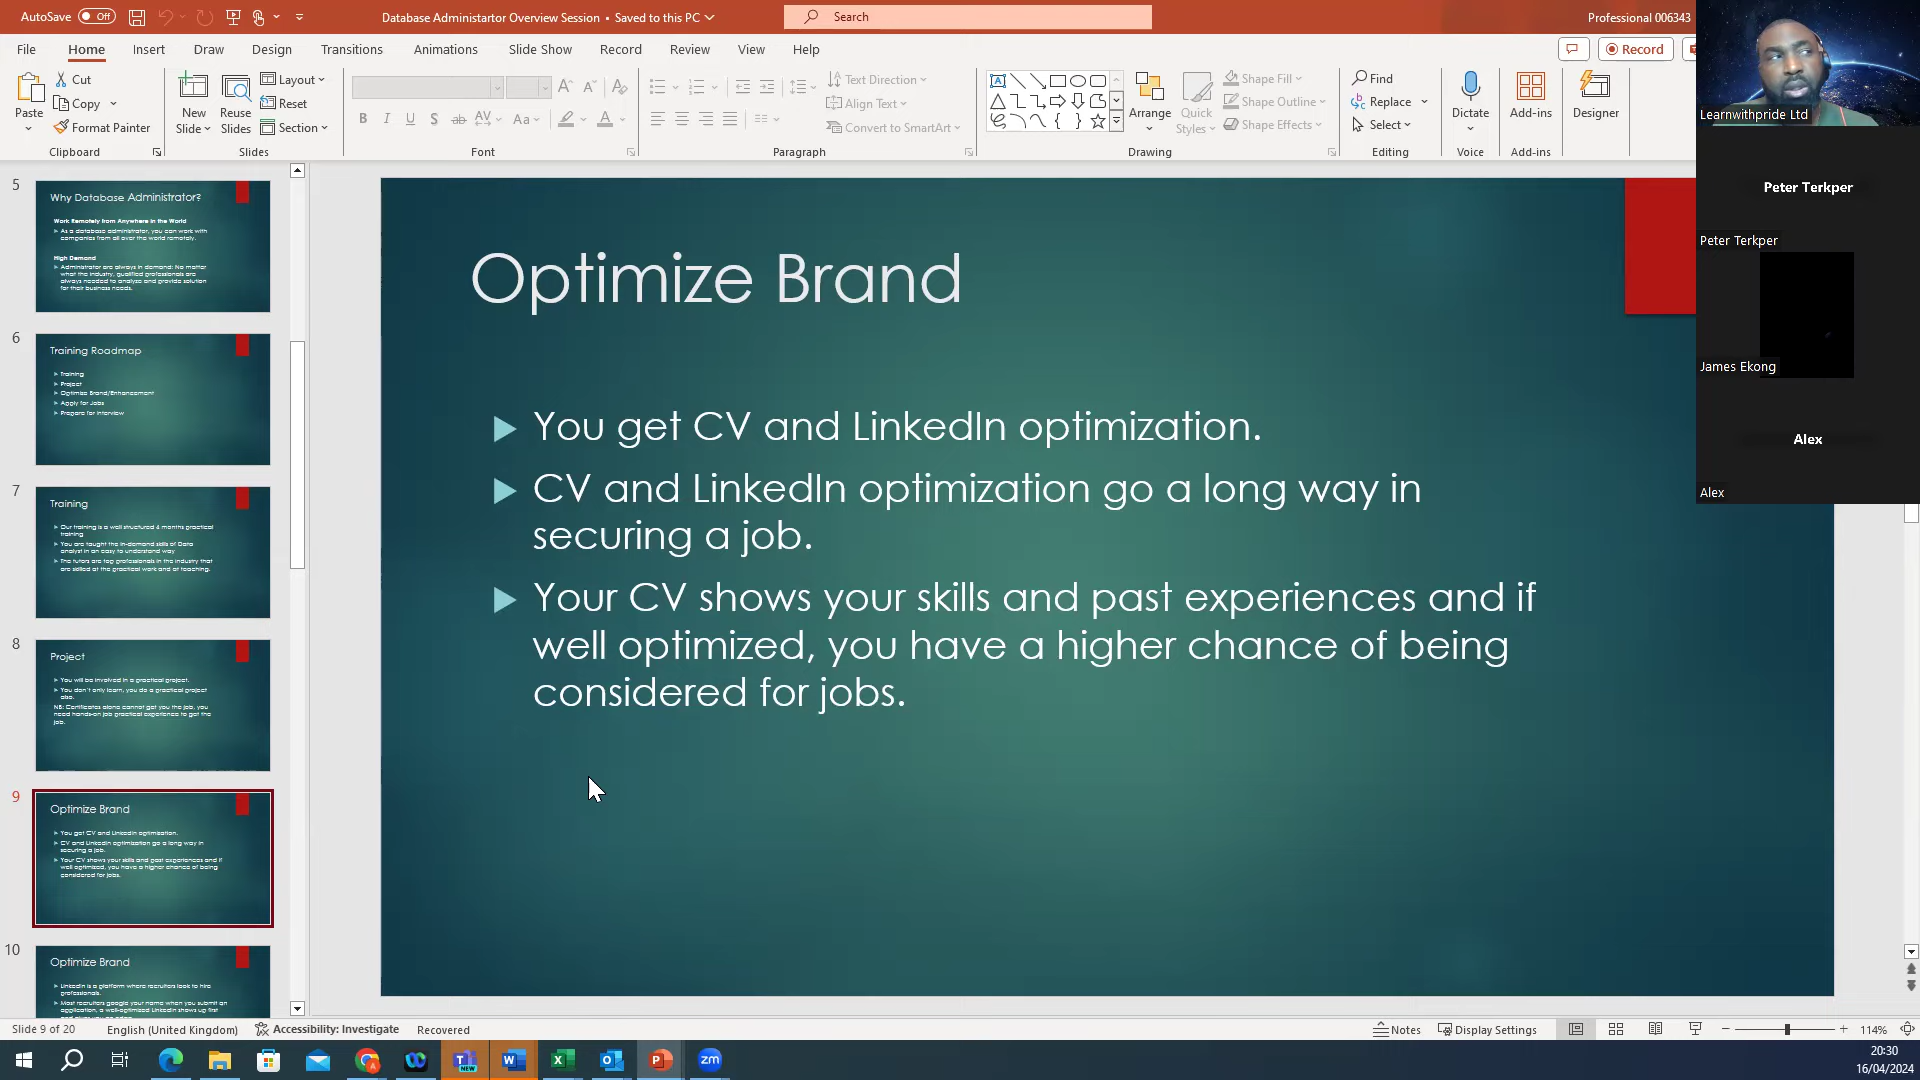 AutoSave Off
Database Administartor Overview Session • Saved to this PC
Search
Professional 006343
File Home Insert Draw Design Transitions Animations Slide Show Record Review View Help
Record
Paste
Cut
Copy
Format Painter
Clipboard
New Slide
Reuse Slides
Layout
Reset
Section
Slides
Font
Text Direction
Align Text
Convert to SmartArt
Paragraph
Arrange
Quick Styles
Shape Fill
Shape Outline
Shape Effects
Drawing
Find
Replace
Select
Editing
Dictate
Voice
Add-ins
Add-ins
Designer
Learnwithpride Ltd
Peter Terkper
Peter Terkper
James Ekong
Alex
Alex
5
Why Database Administrator?
Work Remotely from Anywhere in the World
As a database administrator, you can work with
companies from all over the world remotely.
High Demand
Administrator are always in demand: No matter
what the industry, qualified professionals are
always needed to analyze and provide solution
for their business needs.
6
Training Roadmap
Training
Project
Optimise Brand/Enhancement
Apply for Jobs
Prepare for Interview
7
Training
Our training is a well structured 4 months practical
training
You are taught the in-demand skills of Data
analyst in an easy to understand way
The tutors are top professionals in the industry that
are skilled at the practical work and at teaching.
8
Project
You will be involved in a practical project.
You don't only learn, you do a practical project
also.
NB: Certificates alone cannot get you the job, you
need hands-on job practical experience to get the
job.
9
Optimize Brand
You get CV and LinkedIn optimization.
CV and LinkedIn optimization go a long way in
securing a job.
Your CV shows your skills and past experiences and if
well optimized, you have a higher chance of being
considered for jobs.
10
Optimize Brand
LinkedIn is a platform where recruiters look to hire
professionals.
Most recruiters google your name when you submit an
application, a well-optimized LinkedIn shows up first
Optimize Brand
You get CV and LinkedIn optimization.
CV and LinkedIn optimization go a long way in
securing a job.
Your CV shows your skills and past experiences and if
well optimized, you have a higher chance of being
considered for jobs.
Slide 9 of 20 English (United Kingdom) Accessibility: Investigate Recovered
Notes Display Settings 114%
20:30
16/04/2024